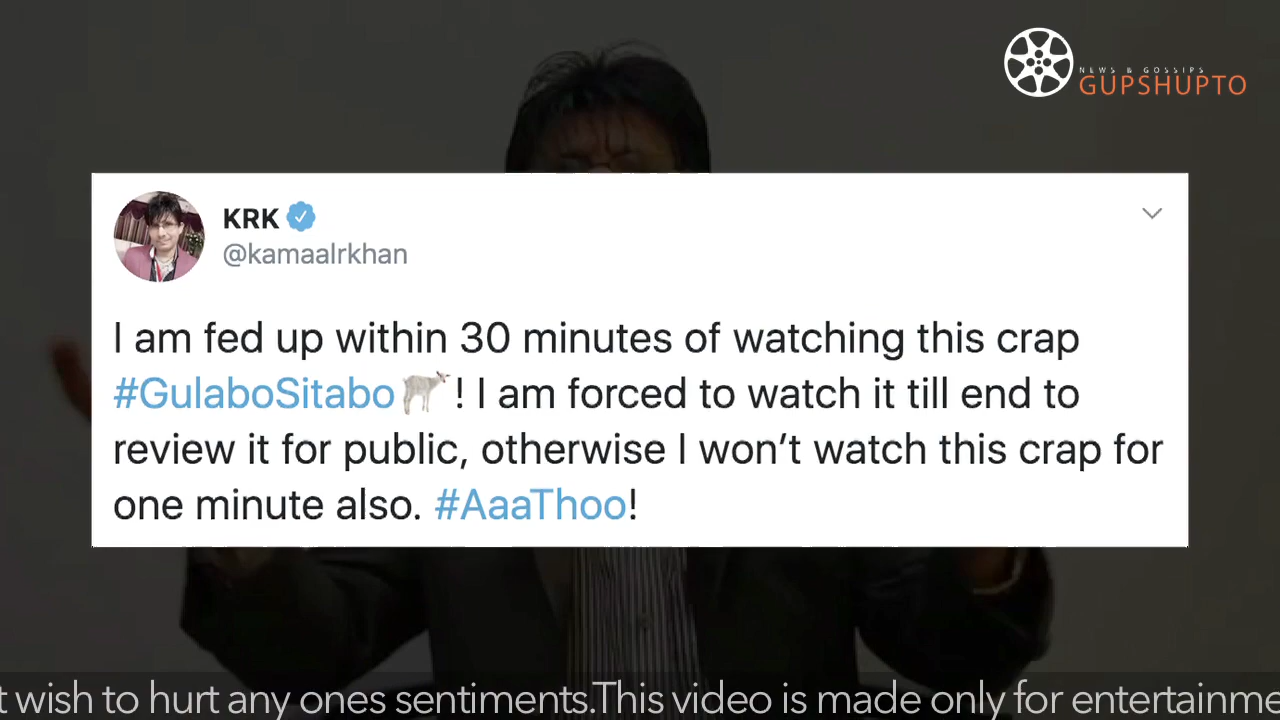 NEWS & GOSSIPS
GUPSHUPTO
KRK
@kamaalrkhan
I am fed up within 30 minutes of watching this crap
#GulaboSitabo🐐! I am forced to watch it till end to
review it for public, otherwise I won’t watch this crap for
one minute also. #AaaThoo!
t wish to hurt any ones sentiments.This video is made only for entertainme